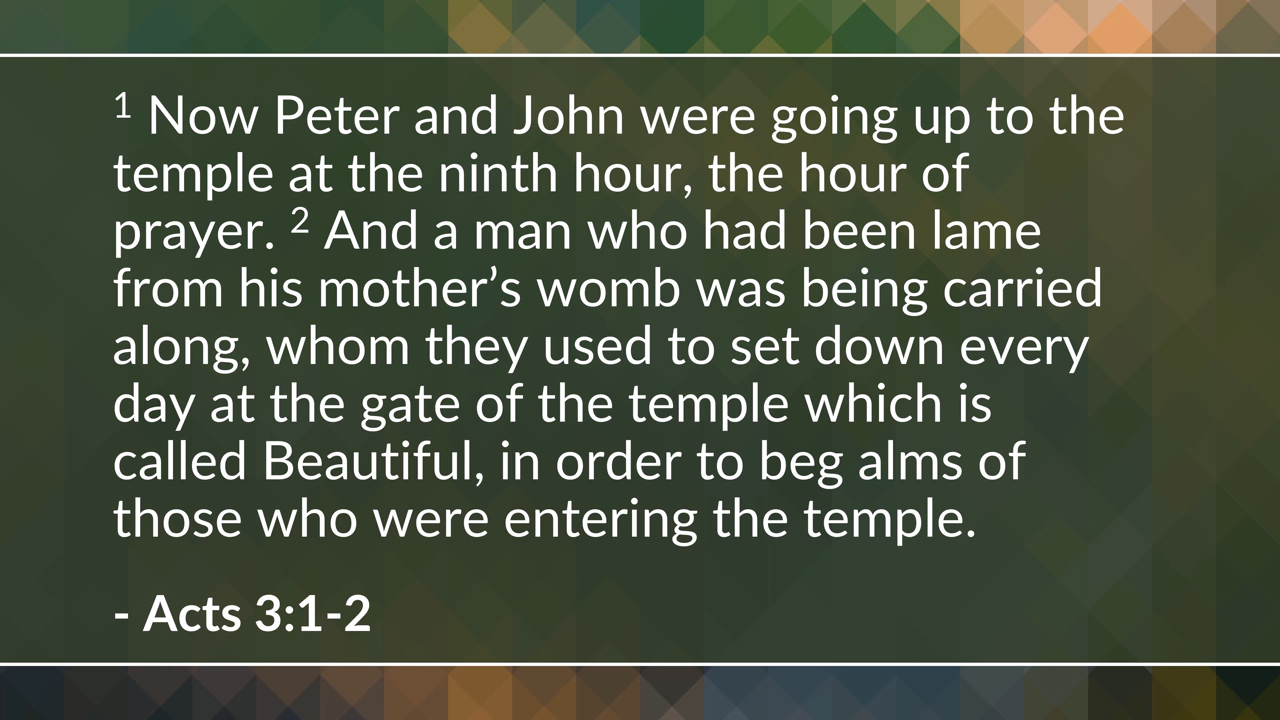 ¹ Now Peter and John were going up to the
temple at the ninth hour, the hour of
prayer. ² And a man who had been lame
from his mother’s womb was being carried
along, whom they used to set down every
day at the gate of the temple which is
called Beautiful, in order to beg alms of
those who were entering the temple.
- Acts 3:1-2